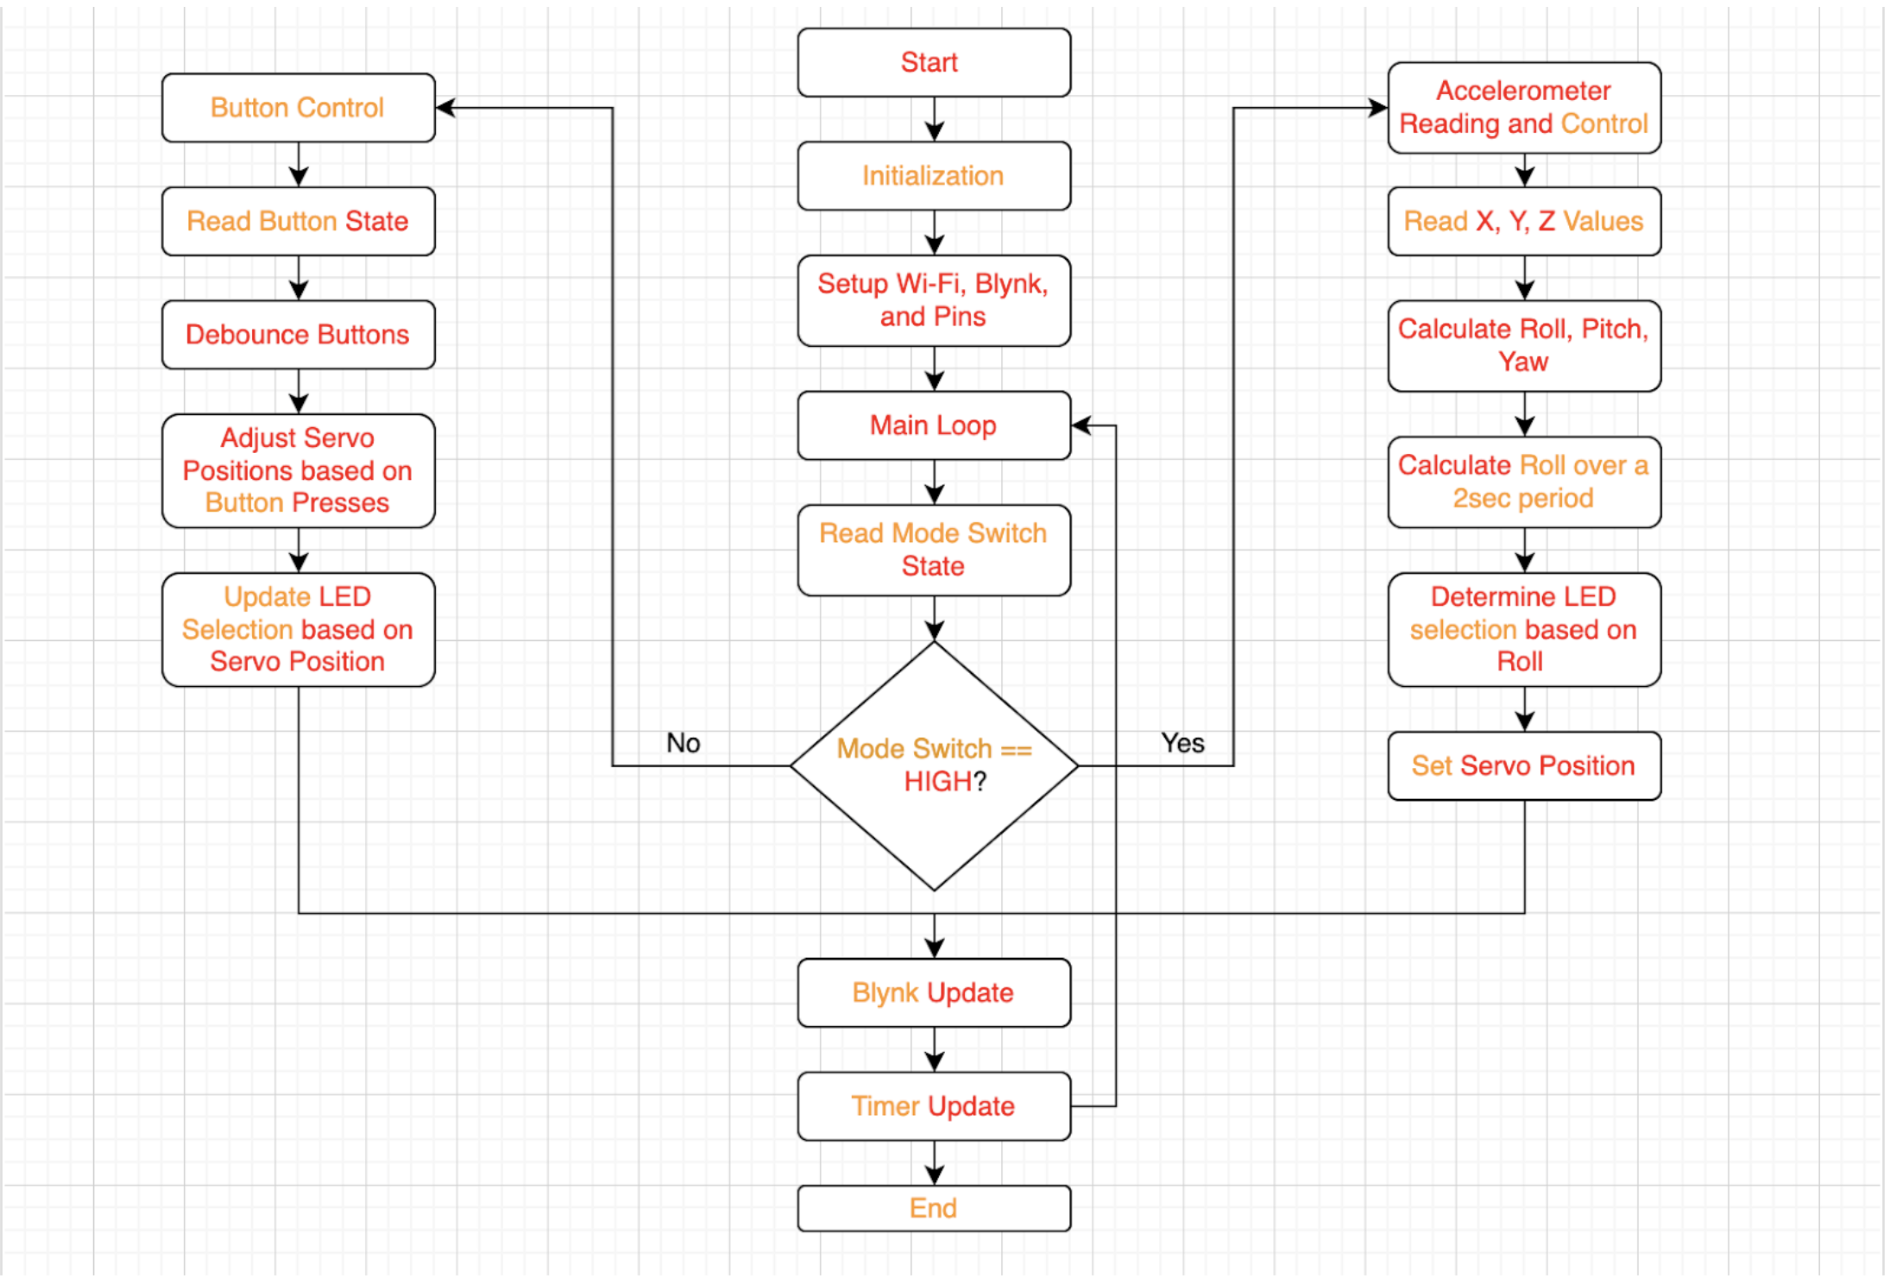 Start
Initialization
Setup Wi-Fi, Blynk,
and Pins
Main Loop
Read Mode Switch
State
Mode Switch ==
HIGH?
No
Yes
Button Control
Read Button State
Debounce Buttons
Adjust Servo
Positions based on
Button Presses
Update LED
Selection based on
Servo Position
Accelerometer
Reading and Control
Read X, Y, Z Values
Calculate Roll, Pitch,
Yaw
Calculate Roll over a
2sec period
Determine LED
selection based on
Roll
Set Servo Position
Blynk Update
Timer Update
End